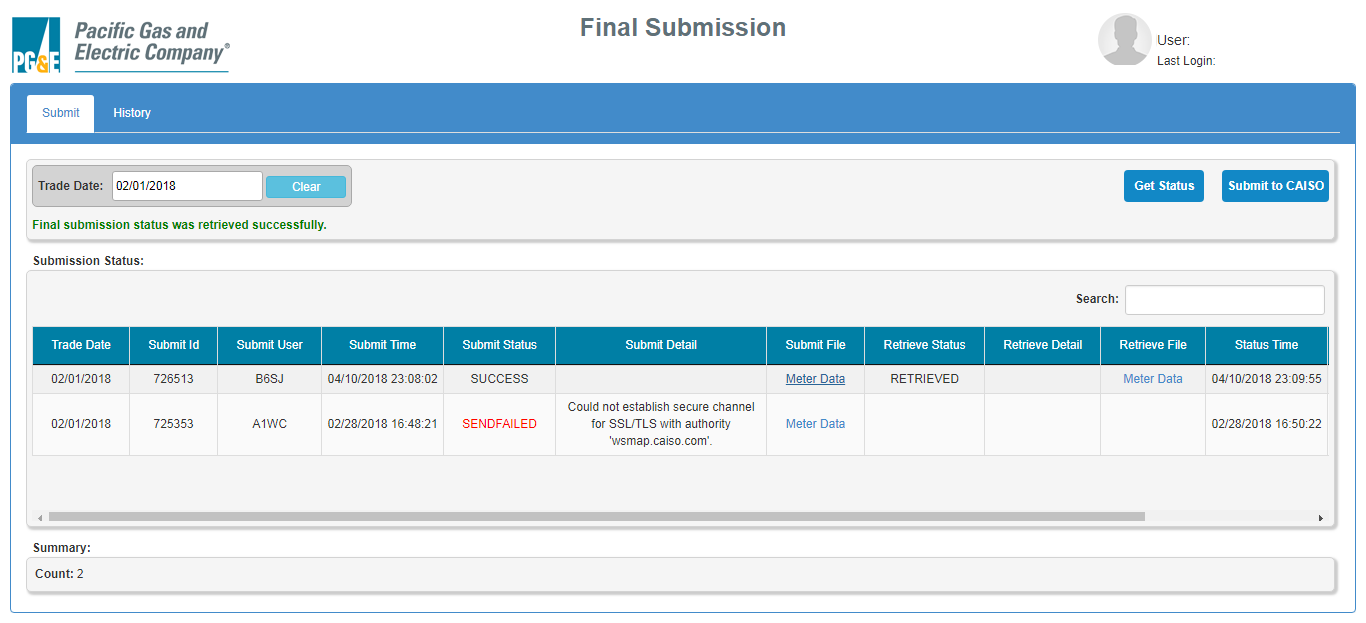 PG&E
Pacific Gas and
Electric Company®
Final Submission
User:
Last Login:
Submit History
Trade Date: 02/01/2018 Clear Get Status Submit to CAISO
Final submission status was retrieved successfully.
Submission Status:
Search:
Trade Date Submit Id Submit User Submit Time Submit Status Submit Detail Submit File Retrieve Status Retrieve Detail Retrieve File Status Time
02/01/2018 726513 B6SJ 04/10/2018 23:08:02 SUCCESS Meter Data RETRIEVED Meter Data 04/10/2018 23:09:55
02/01/2018 725353 A1WC 02/28/2018 16:48:21 SENDFAILED Could not establish secure channel
for SSL/TLS with authority
'wsmap.caiso.com'.
Meter Data 02/28/2018 16:50:22
Summary:
Count: 2